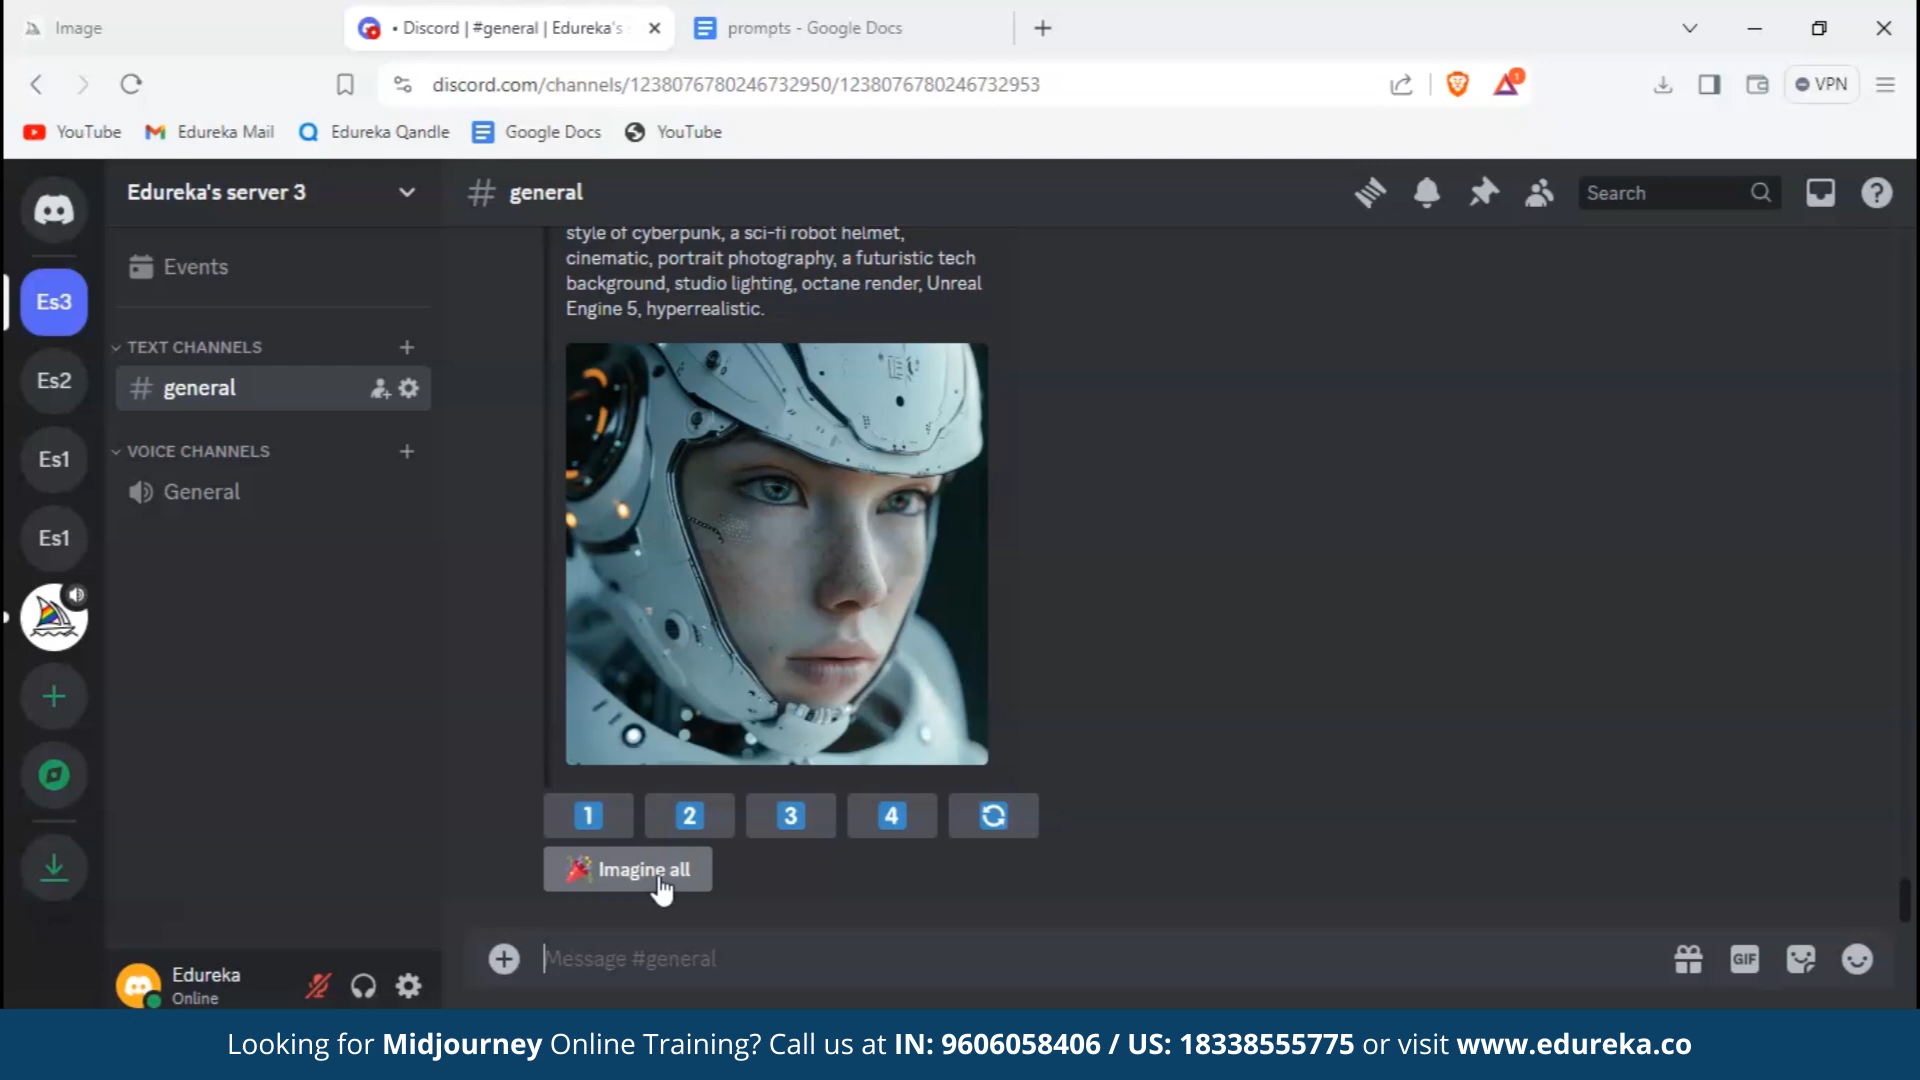 Image
• Discord | #general | Edureka's
prompts - Google Docs
discord.com/channels/1238076780246732950/1238076780246732953
1
VPN
YouTube
Edureka Mail
Edureka Qandle
Google Docs
YouTube
Edureka's server 3
# general
Search
Events
Es3
Es2
Es1
Es1
TEXT CHANNELS
# general
VOICE CHANNELS
General
style of cyberpunk, a sci-fi robot helmet,
cinematic, portrait photography, a futuristic tech
background, studio lighting, octane render, Unreal
Engine 5, hyperrealistic.
1 2 3 4
Imagine all
Message #general
GIF
Edureka
Online
Looking for Midjourney Online Training? Call us at IN: 9606058406 / US: 18338555775 or visit www.edureka.co